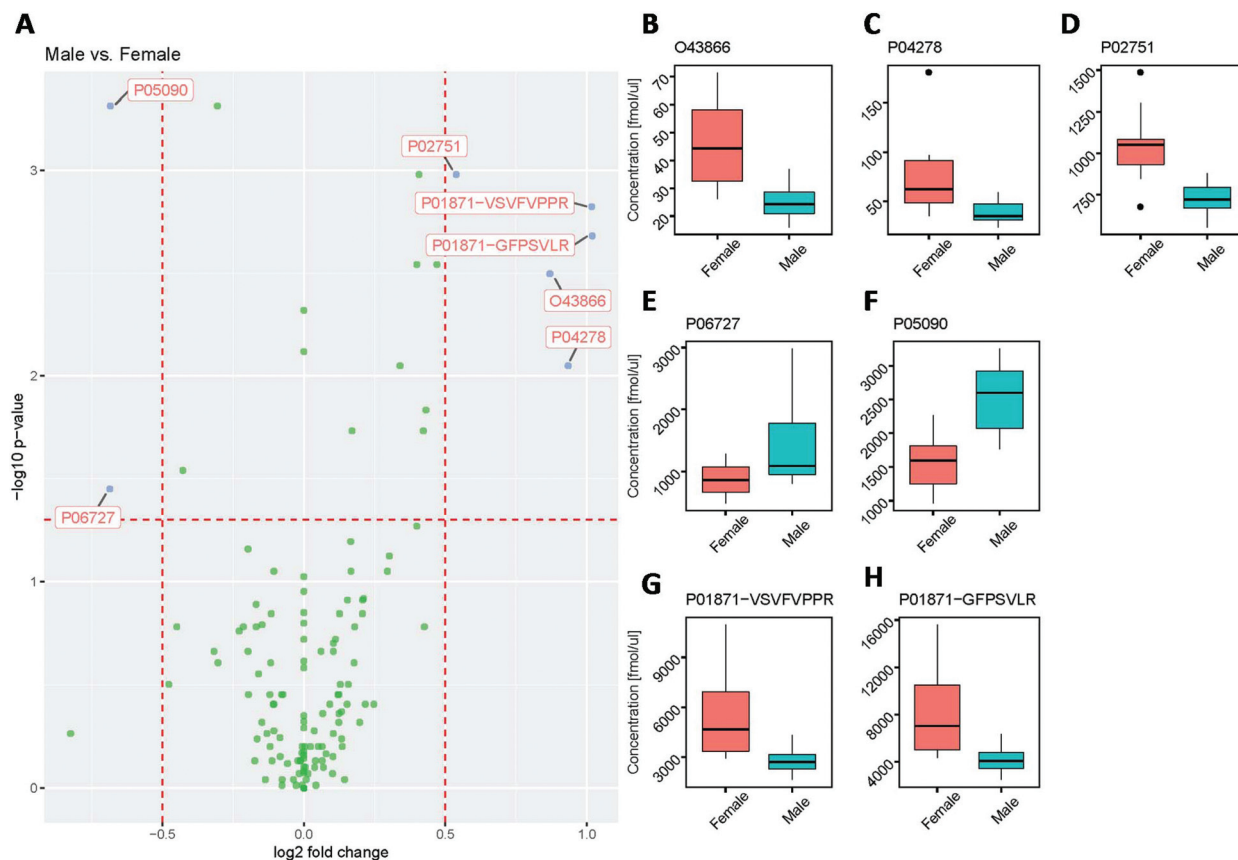 A
Male vs. Female
P05090
P02751
P01871-VSVFVPPR
P01871-GFPSVLR
O43866
P04278
P06727
-log10 p-value
3
2
1
0
-0.5
0.0
0.5
1.0
log2 fold change
B
O43866
Concentration [fmol/ul]
70
60
50
40
30
20
Female
Male
C
P04278
150
100
50
Female
Male
D
P02751
1500
1250
1000
750
Female
Male
E
P06727
Concentration [fmol/ul]
3000
2000
1000
Female
Male
F
P05090
3000
2500
2000
1500
1000
Female
Male
G
P01871-VSVFVPPR
Concentration [fmol/ul]
9000
6000
3000
Female
Male
H
P01871-GFPSVLR
16000
12000
8000
4000
Female
Male